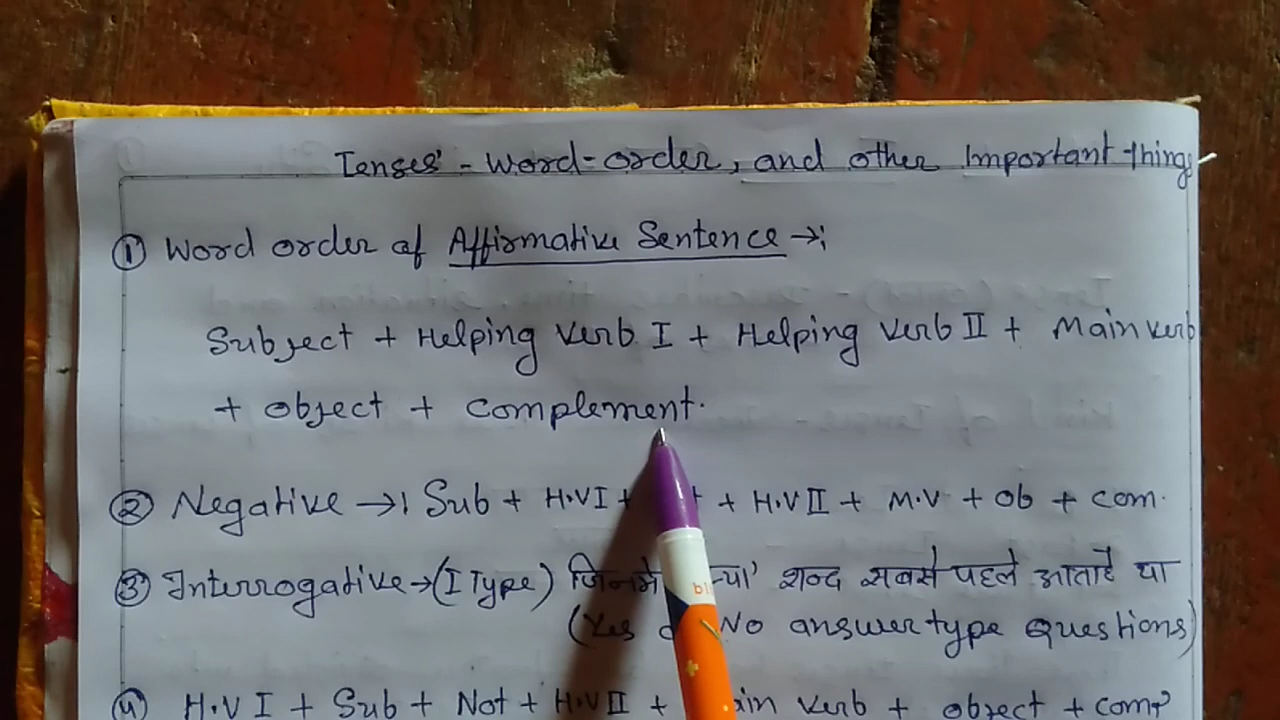 Tenses' - Word-order, and other Important things
① Word order of Affirmative Sentence →;
Subject + Helping Verb I + Helping Verb II + Main verb
+ object + Complement.
② Negative → Sub + H.V I + + H.V II + M.V + Ob + com.
③ Interrogative → (I Type) जिनमे शब्द सबसे पहले आता है या
(Yes No answer type Questions)
④ H.V I + Sub + Not + H.V II + verb + object + com?